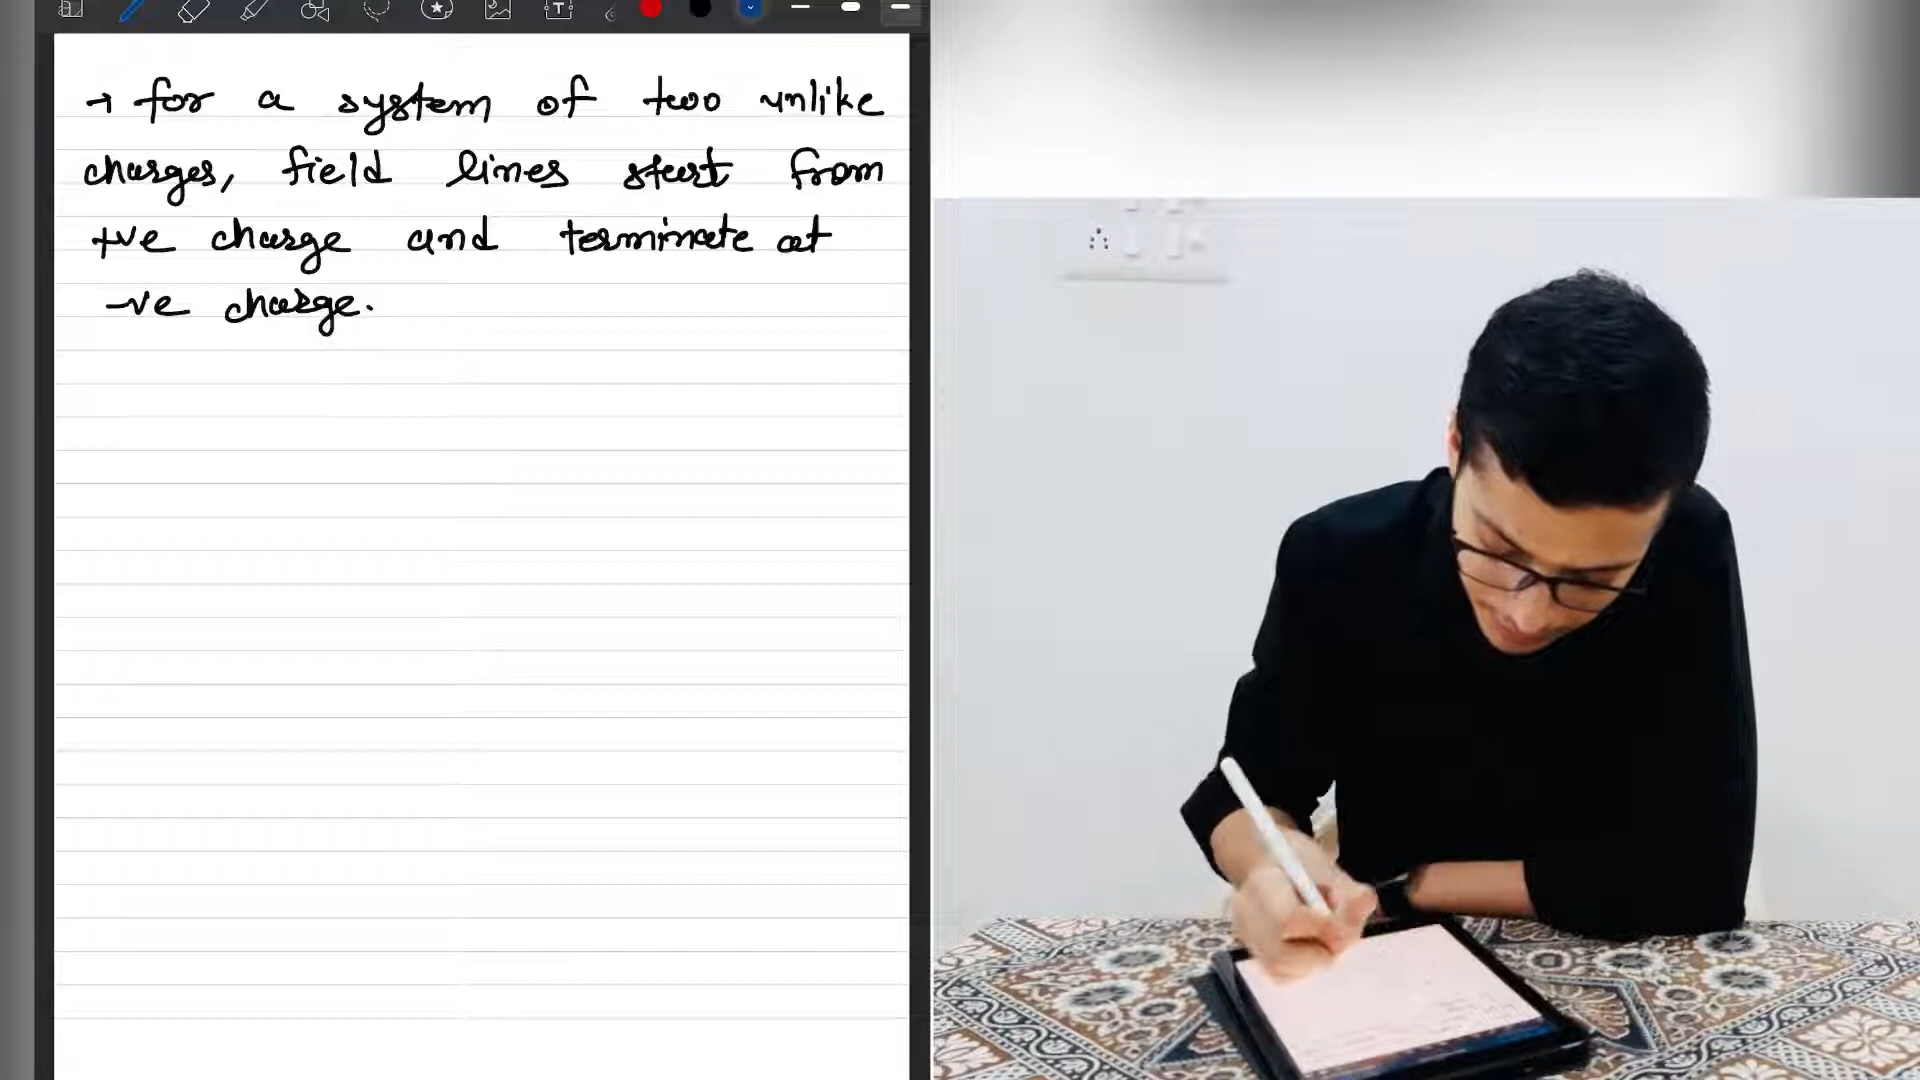 → for a system of two unlike
charges, field lines start from
+ve charge and terminate at
-ve charge.